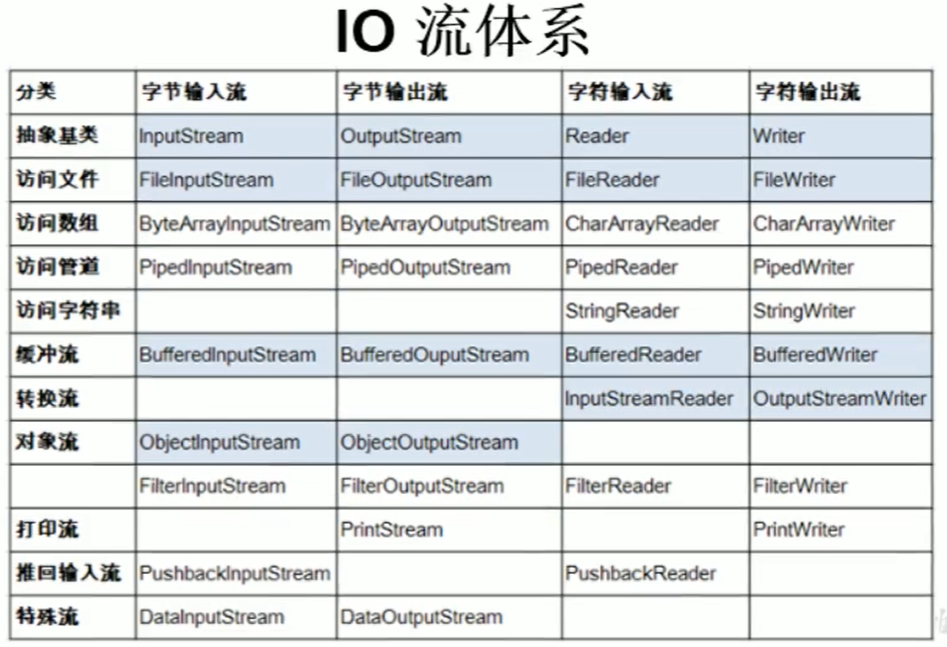 IO 流体系
分类 字节输入流 字节输出流 字符输入流 字符输出流
抽象基类 InputStream OutputStream Reader Writer
访问文件 FileInputStream FileOutputStream FileReader FileWriter
访问数组 ByteArrayInputStream ByteArrayOutputStream CharArrayReader CharArrayWriter
访问管道 PipedInputStream PipedOutputStream PipedReader PipedWriter
访问字符串 StringReader StringWriter
缓冲流 BufferedInputStream BufferedOuputStream BufferedReader BufferedWriter
转换流 InputStreamReader OutputStreamWriter
对象流 ObjectInputStream ObjectOutputStream
FilterInputStream FilterOutputStream FilterReader FilterWriter
打印流 PrintStream PrintWriter
推回输入流 PushbackInputStream PushbackReader
特殊流 DataInputStream DataOutputStream